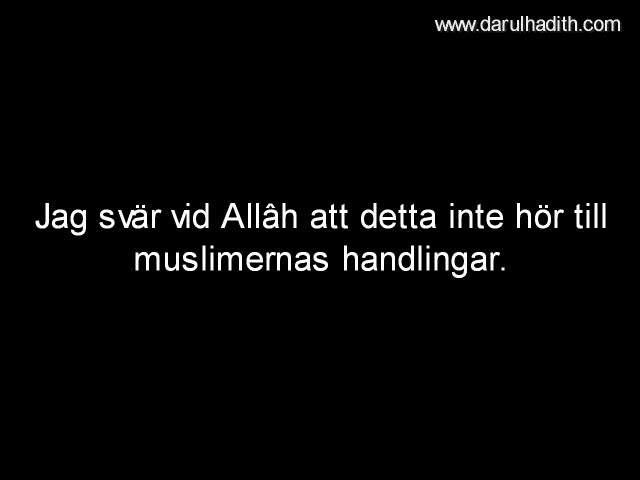 www.darulhadith.com
Jag svär vid Allâh att detta inte hör till
muslimernas handlingar.